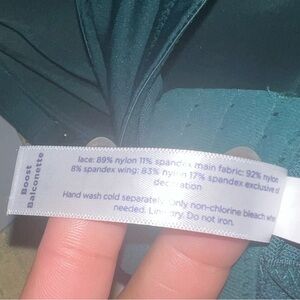 Boost
Balconette
lace: 89% nylon 11% spandex main fabric: 92% nylon
8% spandex wing: 83% nylon 17% spandex exclusive of
decoration
Hand wash cold separately. Only non-chlorine bleach when
needed. Line dry. Do not iron.